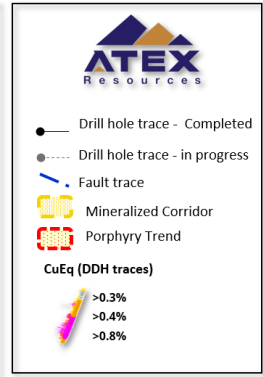 ATEX
Resources
Drill hole trace - Completed
Drill hole trace - in progress
Fault trace
Mineralized Corridor
Porphyry Trend
CuEq (DDH traces)
>0.3%
>0.4%
>0.8%